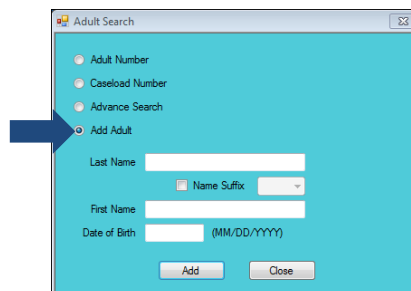 Adult Search
Adult Number
Caseload Number
Advance Search
Add Adult
Last Name
Name Suffix
First Name
Date of Birth (MM/DD/YYYY)
Add Close